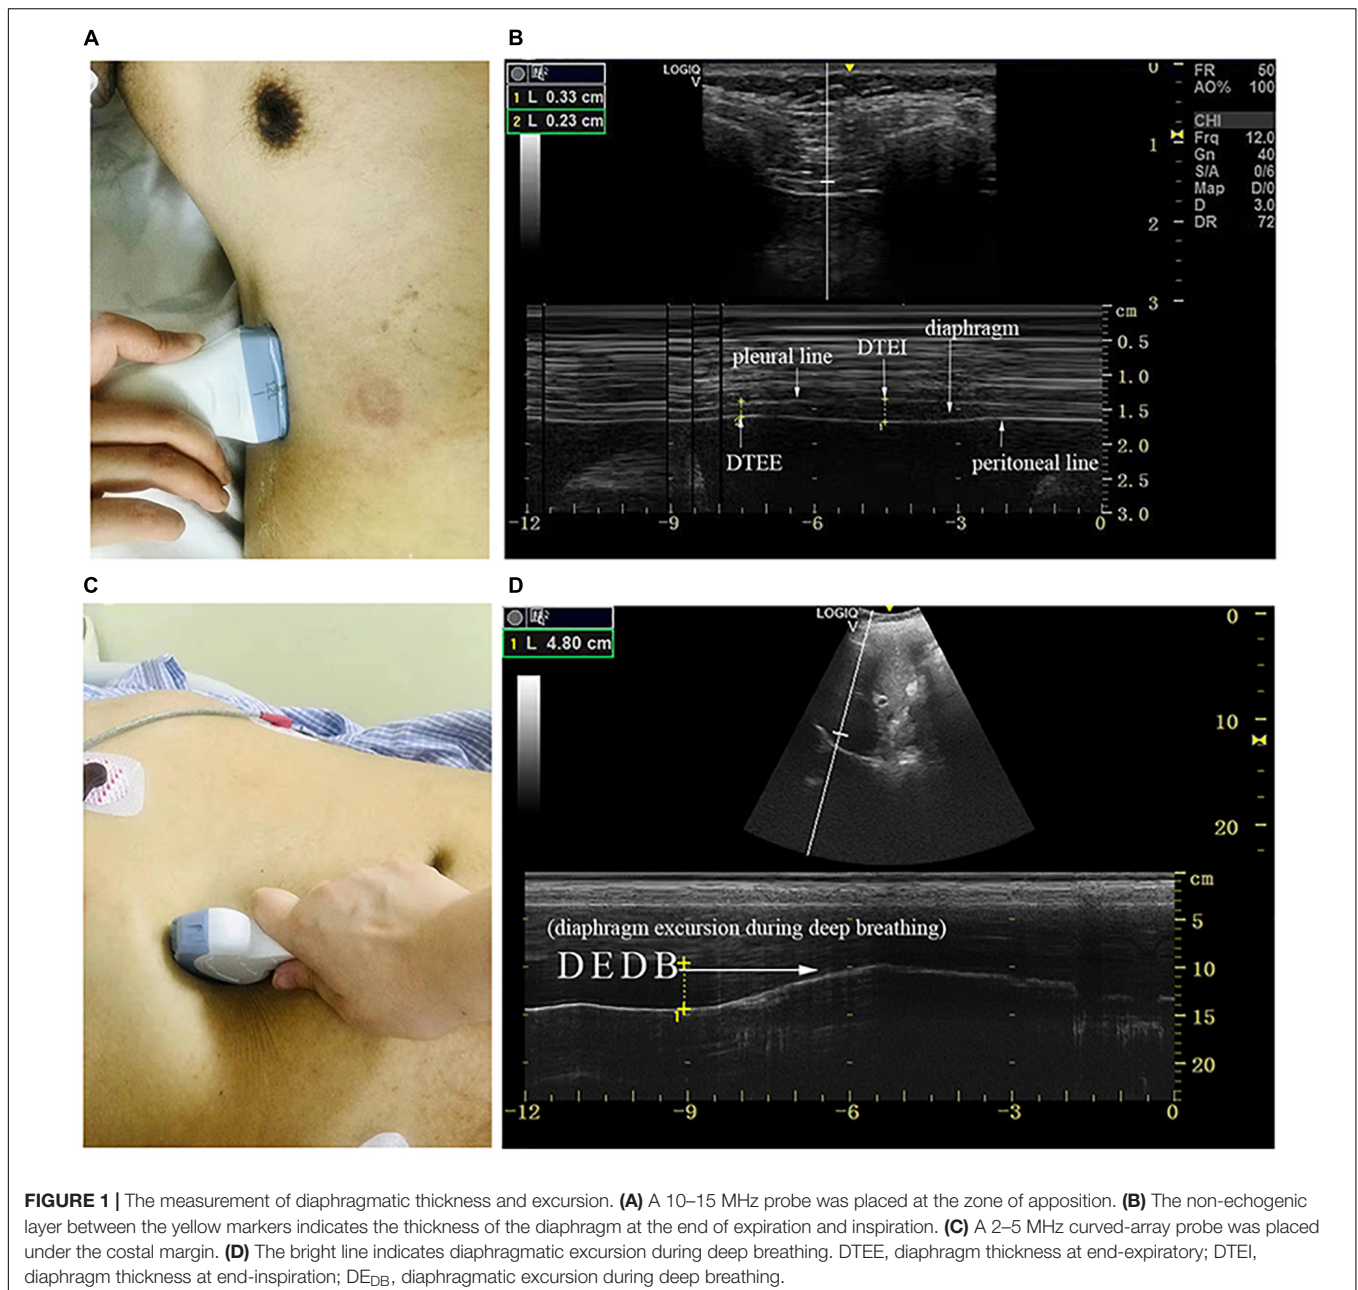 A
B
LOGIQ
V
1 L 0.33 cm
2 L 0.23 cm
0
1
2
3
FR 50
AO% 100
CHI
Frq 12.0
Gn 40
S/A 0/6
Map D/0
D 3.0
DR 72
cm
0.5
1.0
1.5
2.0
2.5
3.0
diaphragm
pleural line
DTEI
DTEE
peritoneal line
1
-12 -9 -6 -3 0
C
D
LOGIQ
V
1 L 4.80 cm
0
10
20
cm
5
10
15
20
(diaphragm excursion during deep breathing)
DEDB
1
-12 -9 -6 -3 0
FIGURE 1 | The measurement of diaphragmatic thickness and excursion. (A) A 10–15 MHz probe was placed at the zone of apposition. (B) The non-echogenic
layer between the yellow markers indicates the thickness of the diaphragm at the end of expiration and inspiration. (C) A 2–5 MHz curved-array probe was placed
under the costal margin. (D) The bright line indicates diaphragmatic excursion during deep breathing. DTEE, diaphragm thickness at end-expiratory; DTEI,
diaphragm thickness at end-inspiration; DEDB, diaphragmatic excursion during deep breathing.